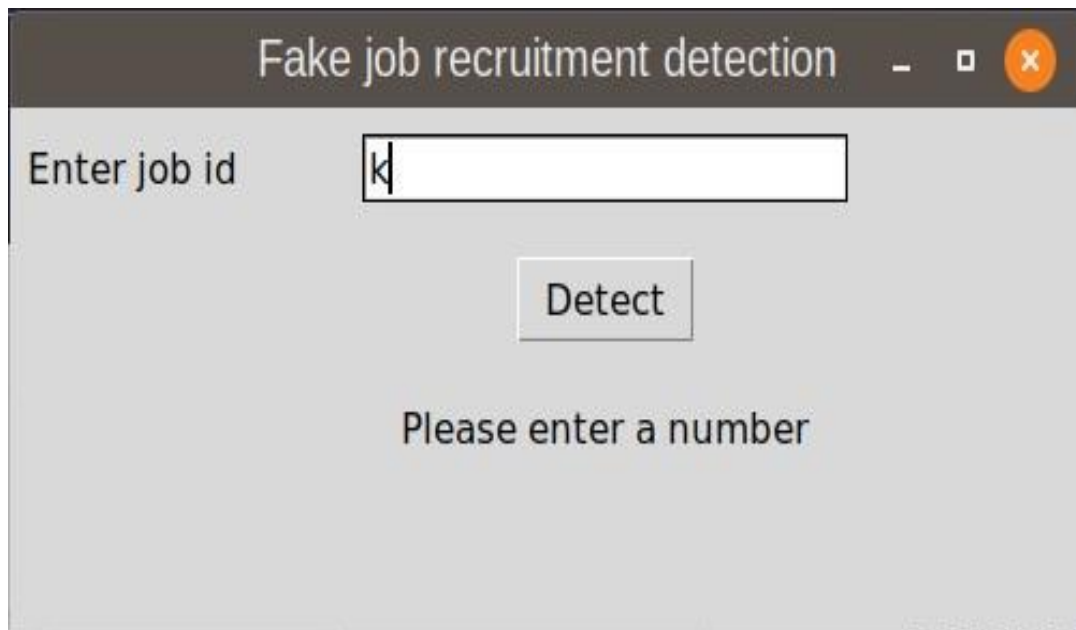 Fake job recruitment detection
Enter job id
k
Detect
Please enter a number